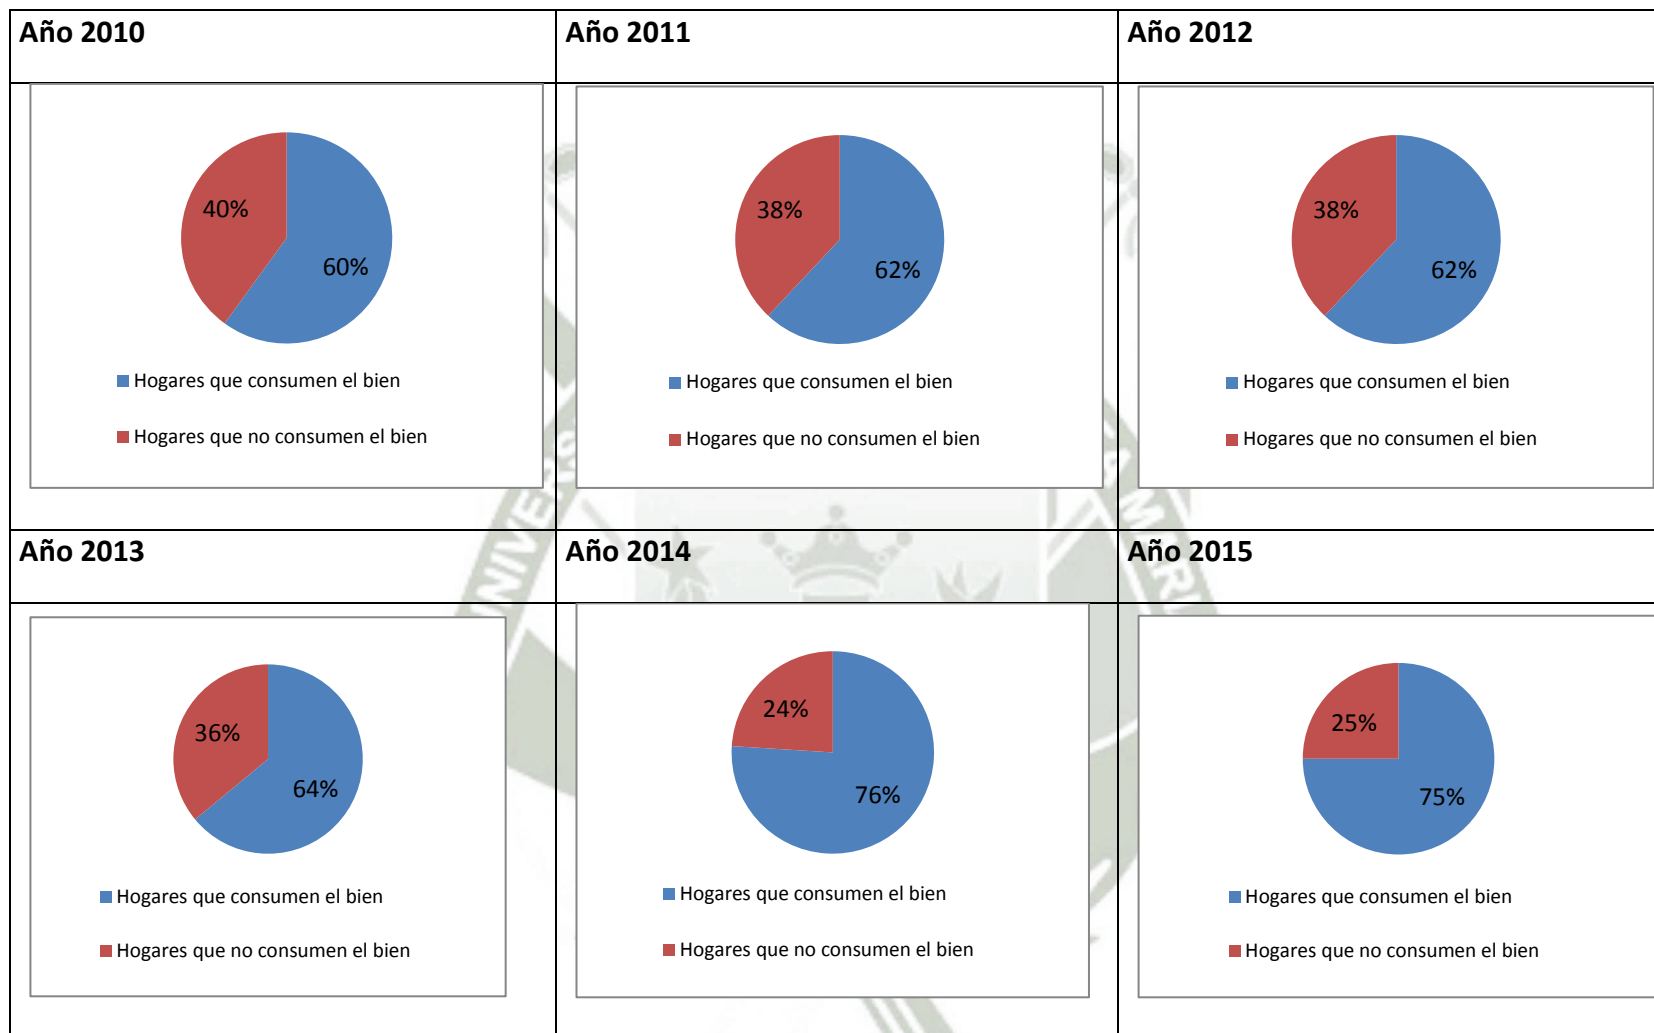 Año 2010
Año 2011
Año 2012
40%
60%
Hogares que consumen el bien
Hogares que no consumen el bien
38%
62%
Hogares que consumen el bien
Hogares que no consumen el bien
38%
62%
Hogares que consumen el bien
Hogares que no consumen el bien
Año 2013
Año 2014
Año 2015
36%
64%
Hogares que consumen el bien
Hogares que no consumen el bien
24%
76%
Hogares que consumen el bien
Hogares que no consumen el bien
25%
75%
Hogares que consumen el bien
Hogares que no consumen el bien